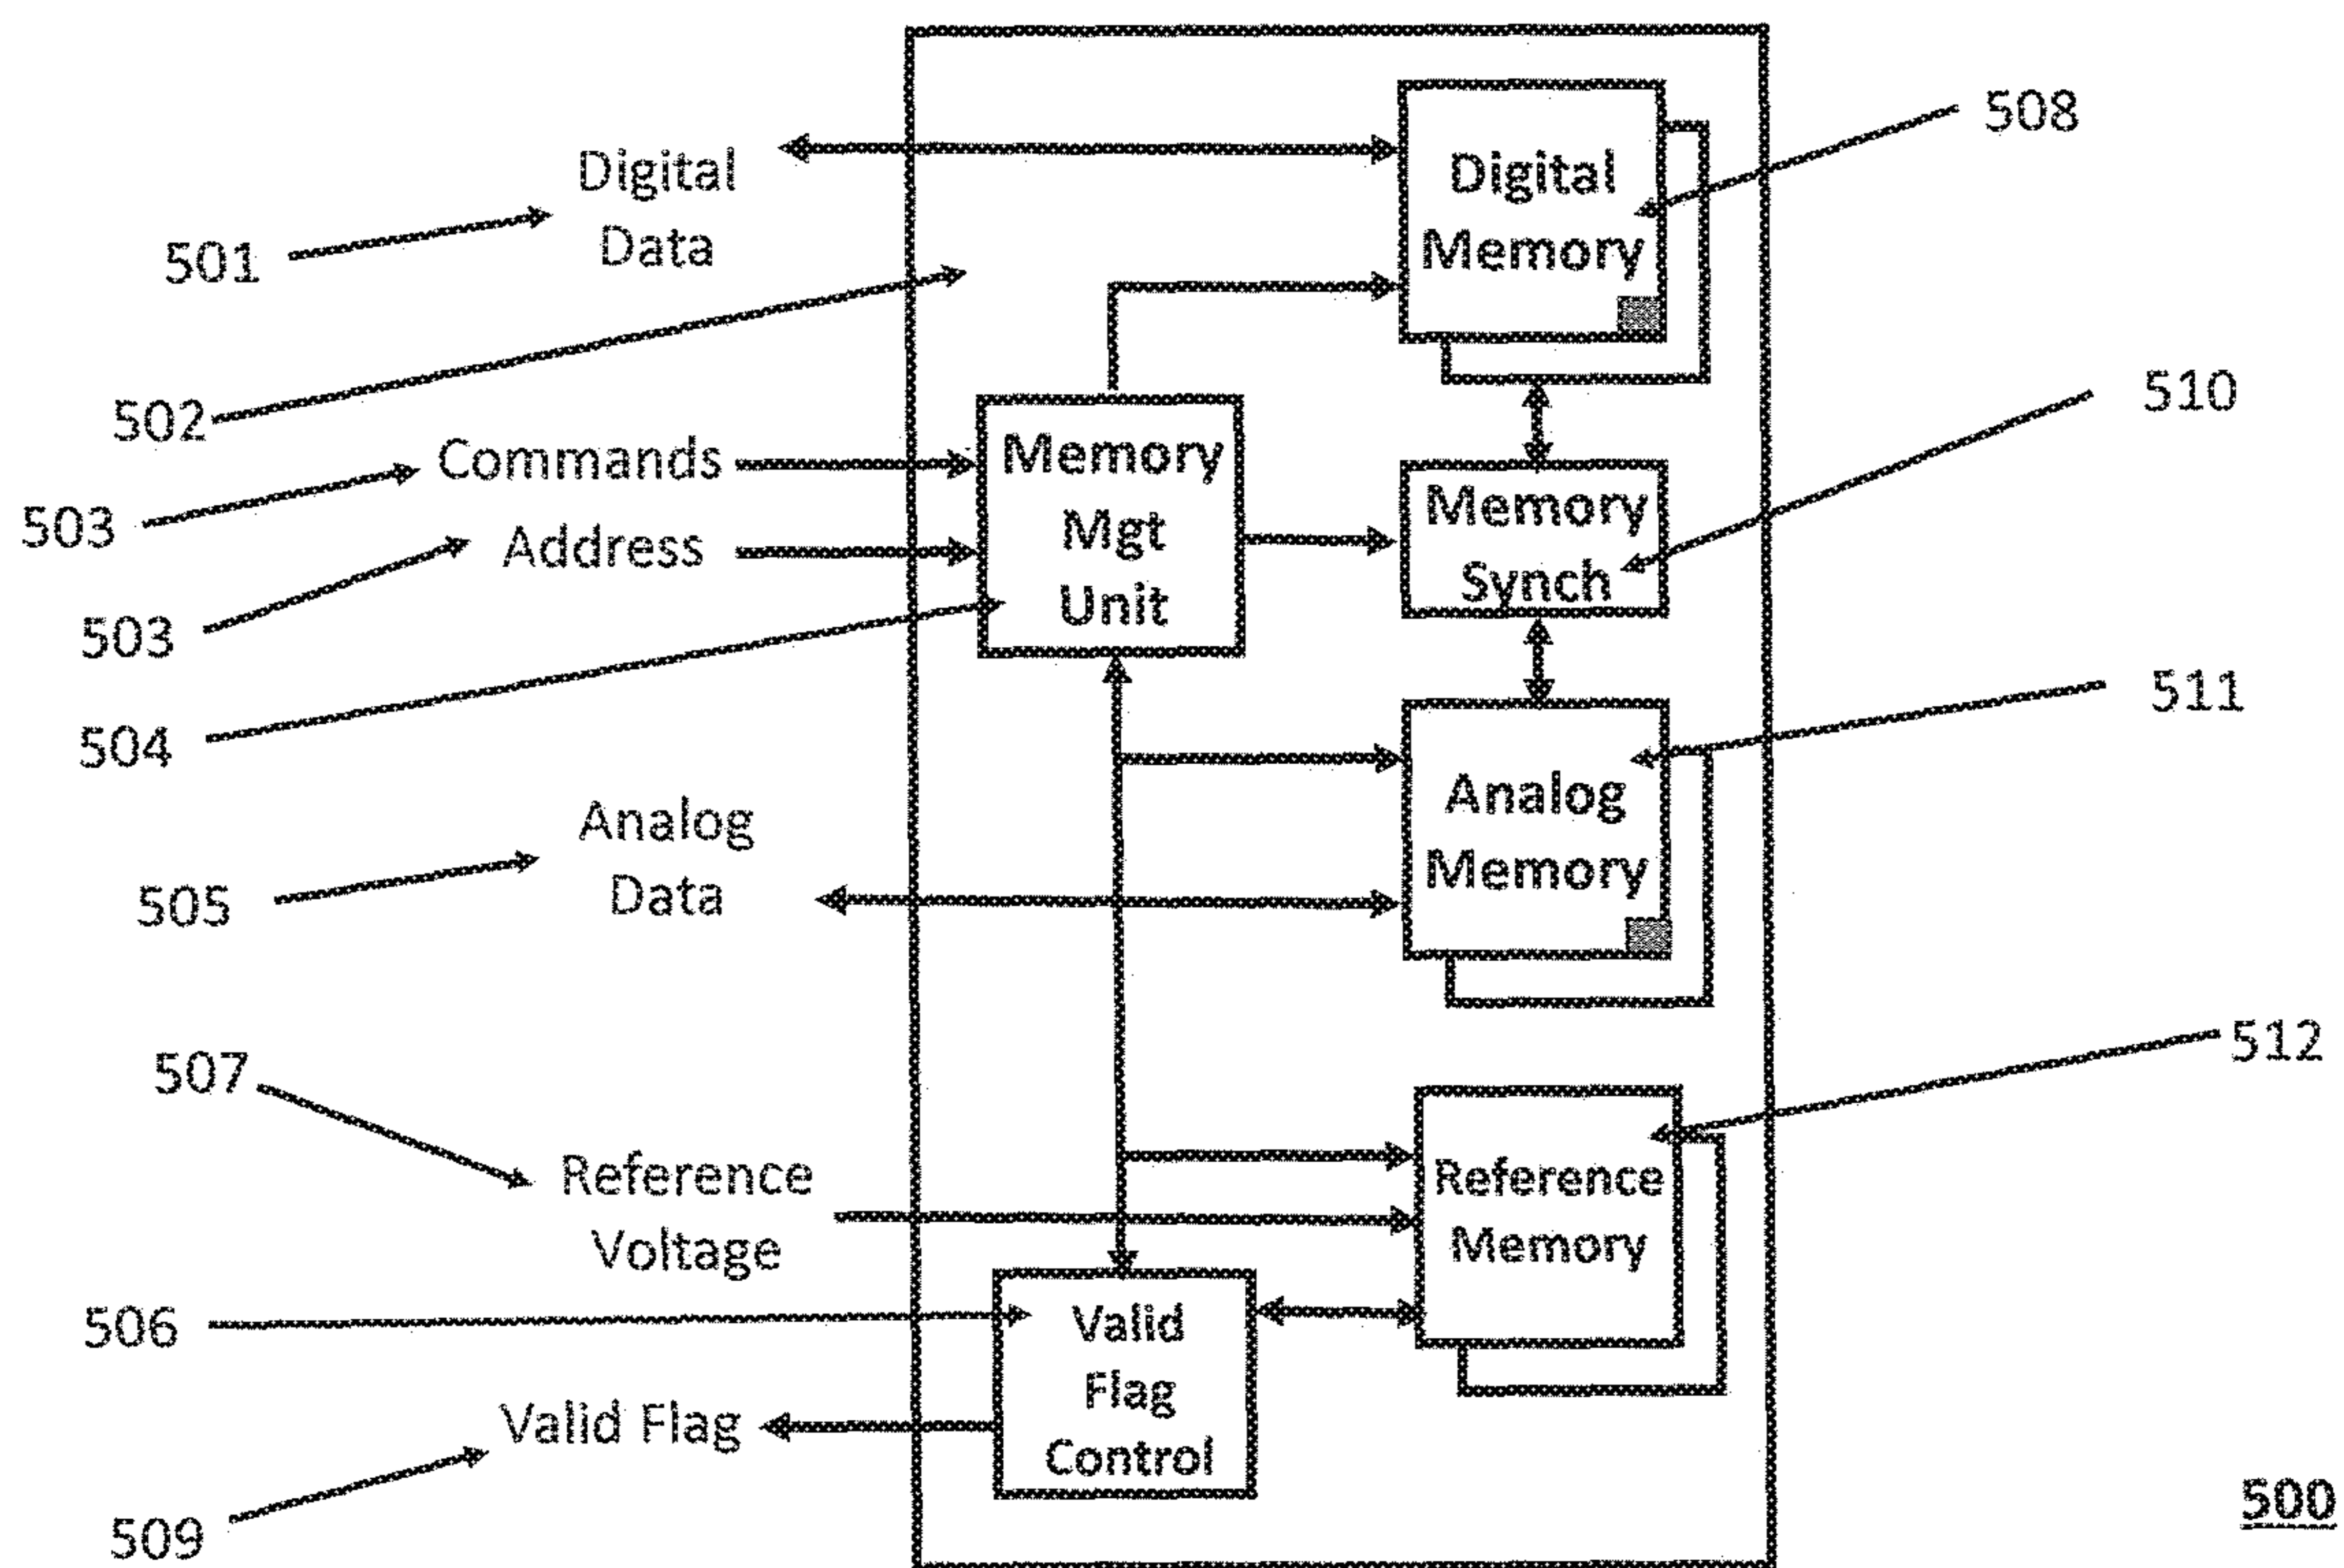 508
Digital
Data
501
Digital
Memory
502
510
Commands
503
Address
503
Memory
Mgt
Unit
Memory
Synch
504
511
Analog
Data
505
Analog
Memory
512
507
Reference
Voltage
Reference
Memory
506
Valid
Flag
Control
Valid Flag
509
500